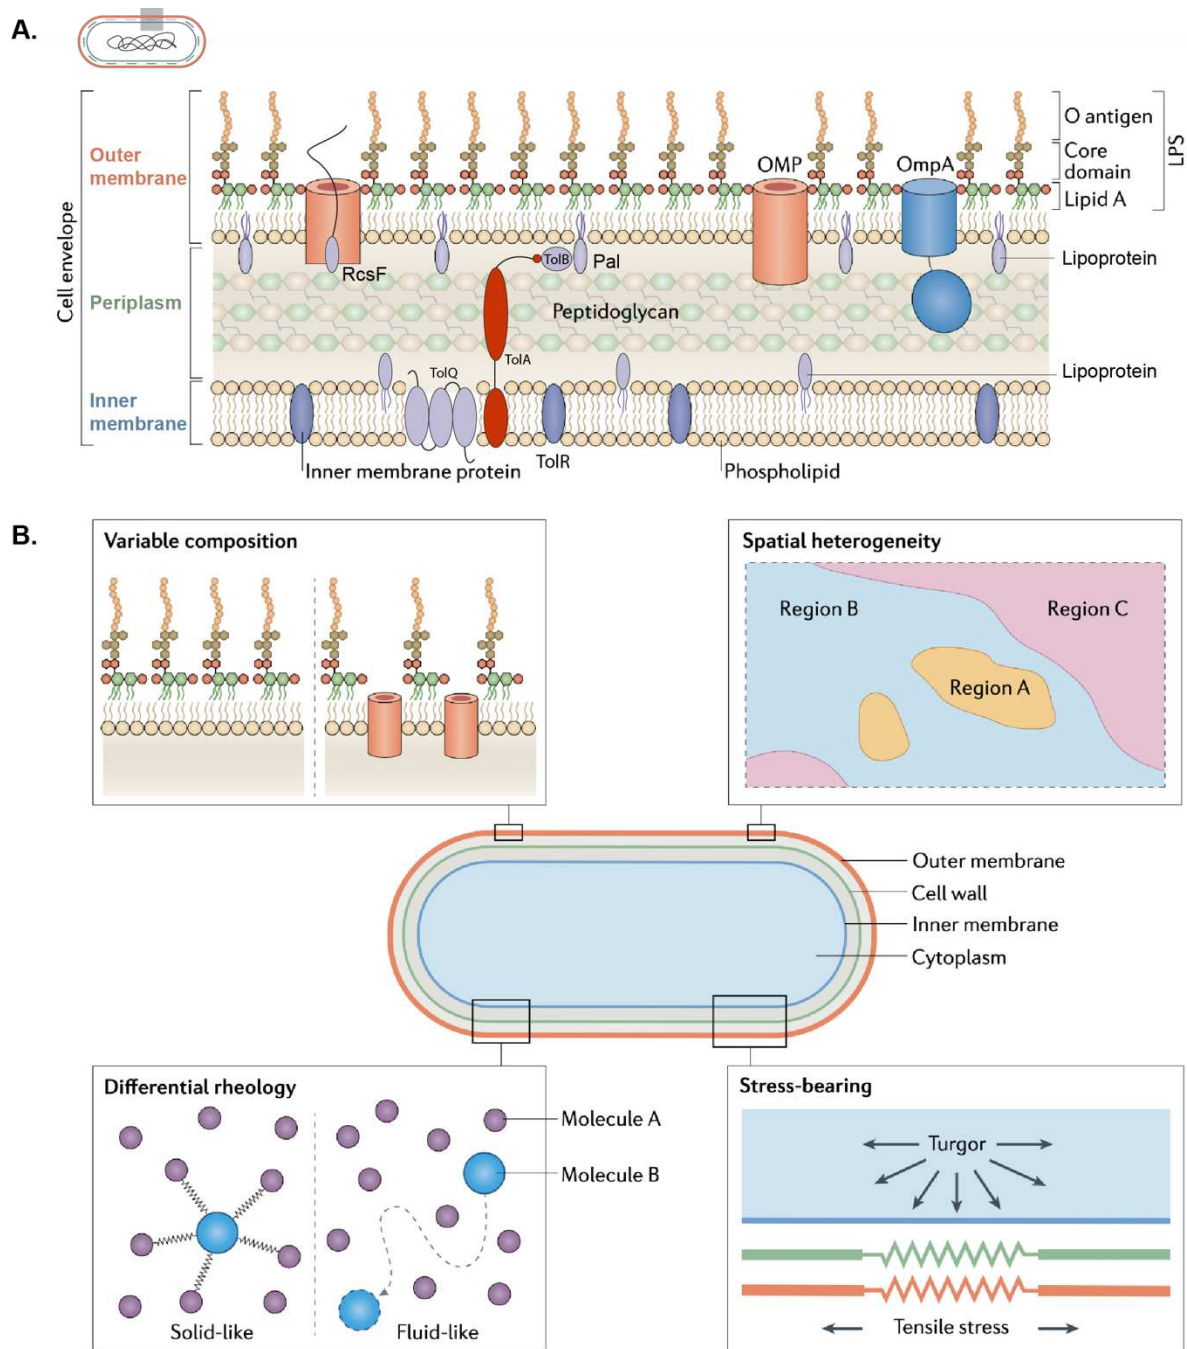 A.
Cell envelope
Outer
membrane
Periplasm
Inner
membrane
O antigen
Core
domain
Lipid A
LPS
OMP
OmpA
RcsF
TolB
Pal
Lipoprotein
Peptidoglycan
TolA
TolQ
Lipoprotein
TolR
Inner membrane protein
Phospholipid
B.
Variable composition
Spatial heterogeneity
Region B
Region C
Region A
Outer membrane
Cell wall
Inner membrane
Cytoplasm
Differential rheology
Molecule A
Molecule B
Solid-like
Fluid-like
Stress-bearing
Turgor
Tensile stress